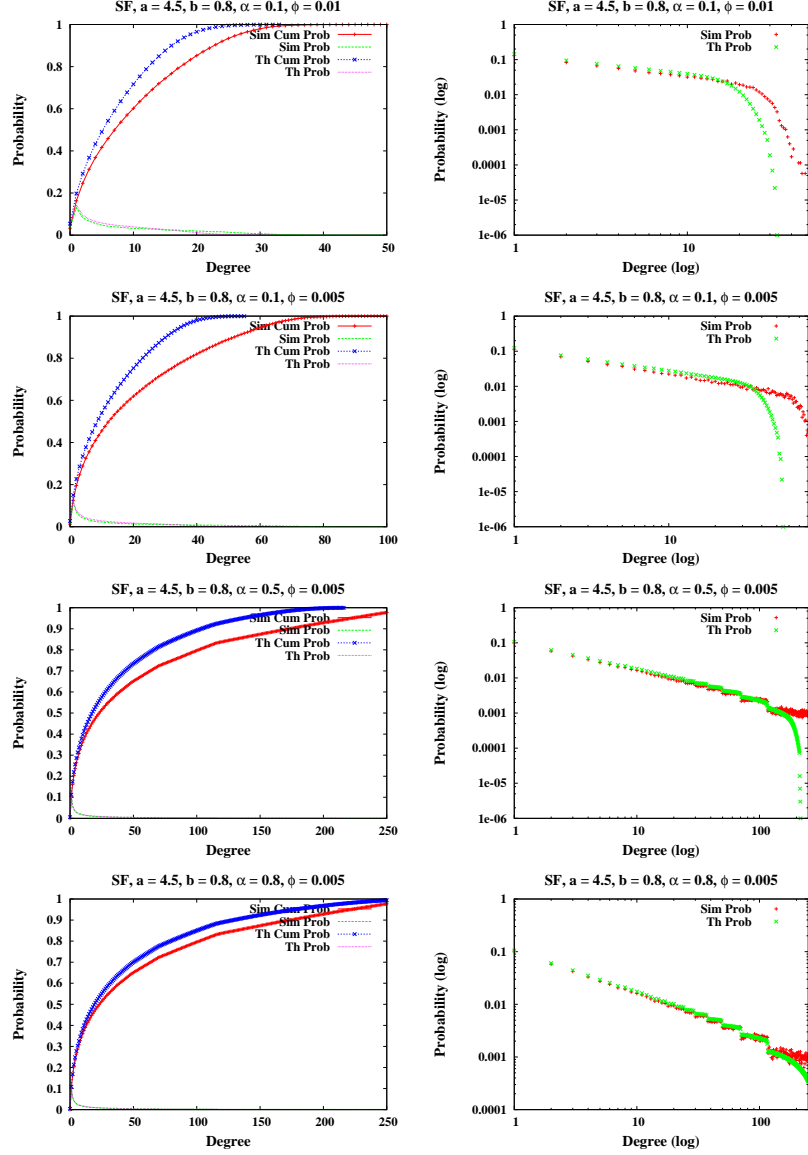 SF, a = 4.5, b = 0.8, α = 0.1, ϕ = 0.01
Probability
1
0.8
0.6
0.4
0.2
0
Sim Cum Prob
Sim Prob
Th Cum Prob
Th Prob
0 10 20 30 40 50
Degree
SF, a = 4.5, b = 0.8, α = 0.1, ϕ = 0.01
Probability (log)
1
0.1
0.01
0.001
0.0001
1e-05
1e-06
Sim Prob
Th Prob
1 10
Degree (log)
SF, a = 4.5, b = 0.8, α = 0.1, ϕ = 0.005
Probability
1
0.8
0.6
0.4
0.2
0
Sim Cum Prob
Sim Prob
Th Cum Prob
Th Prob
0 20 40 60 80 100
Degree
SF, a = 4.5, b = 0.8, α = 0.1, ϕ = 0.005
Probability (log)
1
0.1
0.01
0.001
0.0001
1e-05
1e-06
Sim Prob
Th Prob
1 10
Degree (log)
SF, a = 4.5, b = 0.8, α = 0.5, ϕ = 0.005
Probability
1
0.9
0.8
0.7
0.6
0.5
0.4
0.3
0.2
0.1
0
Sim Cum Prob
Sim Prob
Th Cum Prob
Th Prob
0 50 100 150 200 250
Degree
SF, a = 4.5, b = 0.8, α = 0.5, ϕ = 0.005
Probability (log)
1
0.1
0.01
0.001
0.0001
1e-05
1e-06
Sim Prob
Th Prob
1 10 100
Degree (log)
SF, a = 4.5, b = 0.8, α = 0.8, ϕ = 0.005
Probability
1
0.9
0.8
0.7
0.6
0.5
0.4
0.3
0.2
0.1
0
Sim Cum Prob
Sim Prob
Th Cum Prob
Th Prob
0 50 100 150 200 250
Degree
SF, a = 4.5, b = 0.8, α = 0.8, ϕ = 0.005
Probability (log)
1
0.1
0.01
0.001
0.0001
Sim Prob
Th Prob
1 10 100
Degree (log)